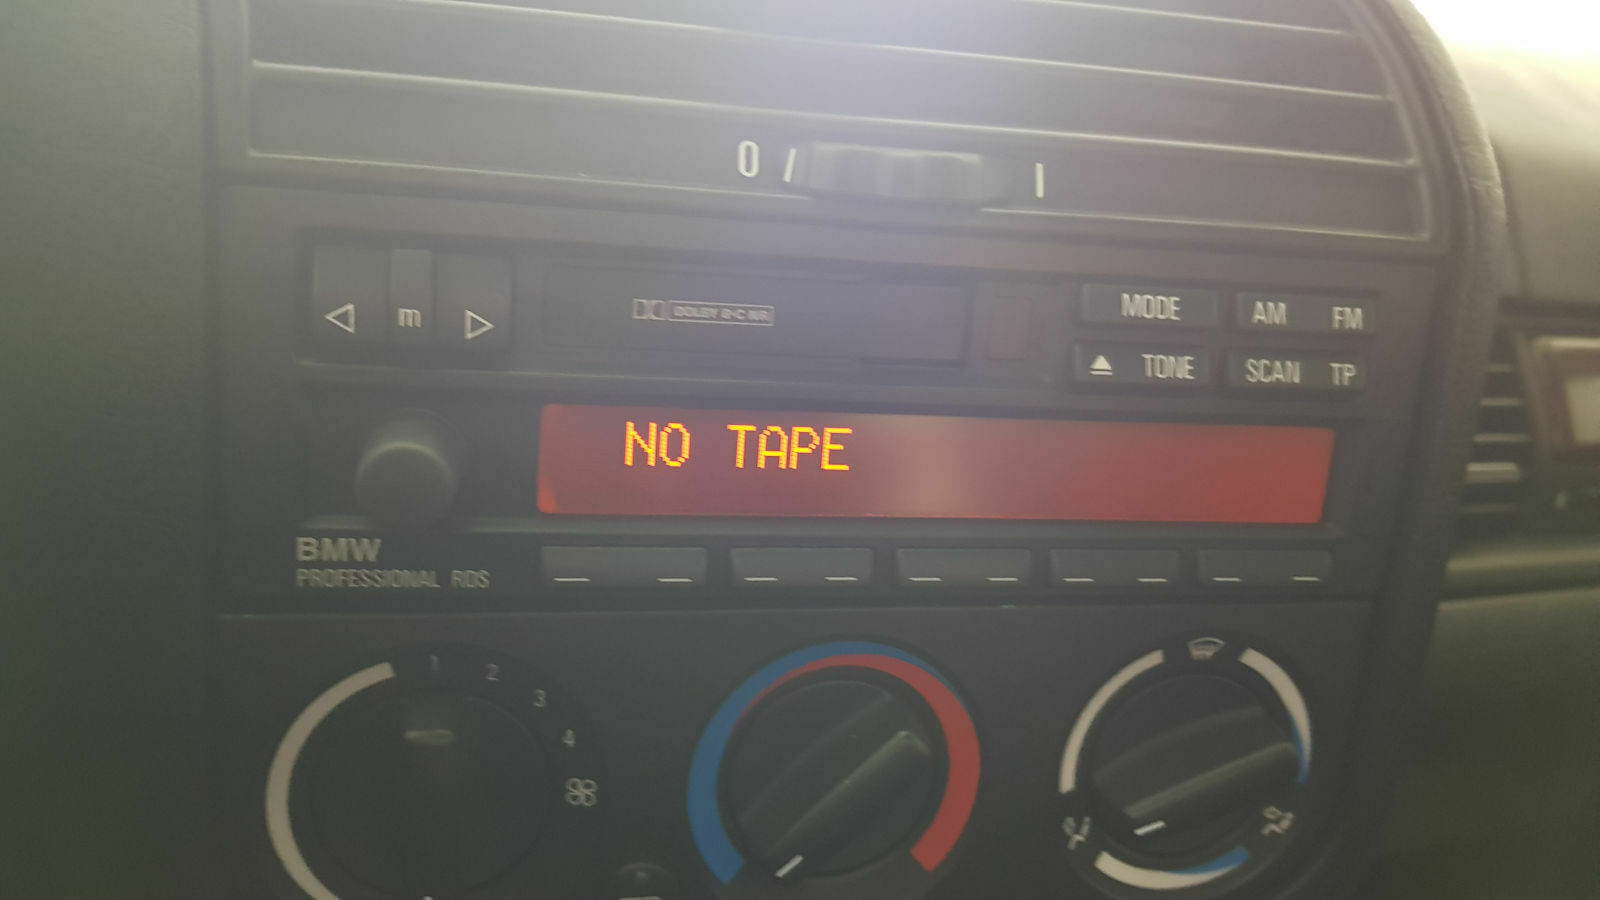 0 I
m
DOLBY B-C NR
MODE
AM FM
TONE
SCAN TP
NO TAPE
BMW
PROFESSIONAL RDS
1 2 3 4